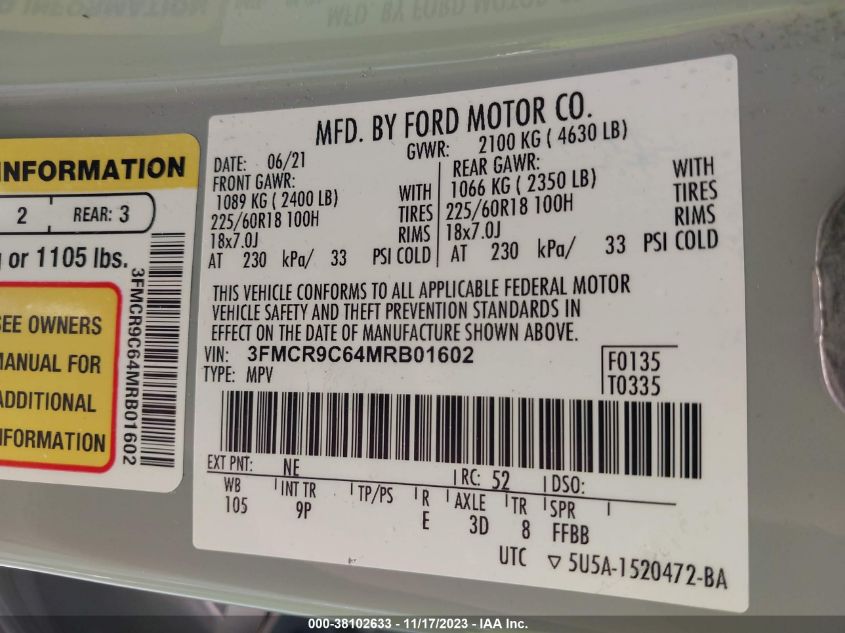 MFD. BY FORD MOTOR CO.
DATE: 06/21
GVWR: 2100 KG ( 4630 LB)
FRONT GAWR:
1089 KG ( 2400 LB) WITH
225/60R18 100H TIRES
18x7.0J RIMS
AT 230 kPa/ 33 PSI COLD
REAR GAWR:
1066 KG ( 2350 LB) WITH
225/60R18 100H TIRES
18x7.0J RIMS
AT 230 kPa/ 33 PSI COLD
THIS VEHICLE CONFORMS TO ALL APPLICABLE FEDERAL MOTOR
VEHICLE SAFETY AND THEFT PREVENTION STANDARDS IN
EFFECT ON THE DATE OF MANUFACTURE SHOWN ABOVE.
VIN: 3FMCR9C64MRB01602
TYPE: MPV
F0135
T0335
EXT PNT: NE RC: 52 DSO:
WB INT TR TP/PS R AXLE TR SPR
105 9P E 3D 8 FFBB
UTC ▽ 5U5A-1520472-BA
INFORMATION
2 REAR: 3
or 1105 lbs.
3FMCR9C64MRB01602
SEE OWNERS
MANUAL FOR
ADDITIONAL
INFORMATION
000-38102633 - 11/17/2023 - IAA Inc.